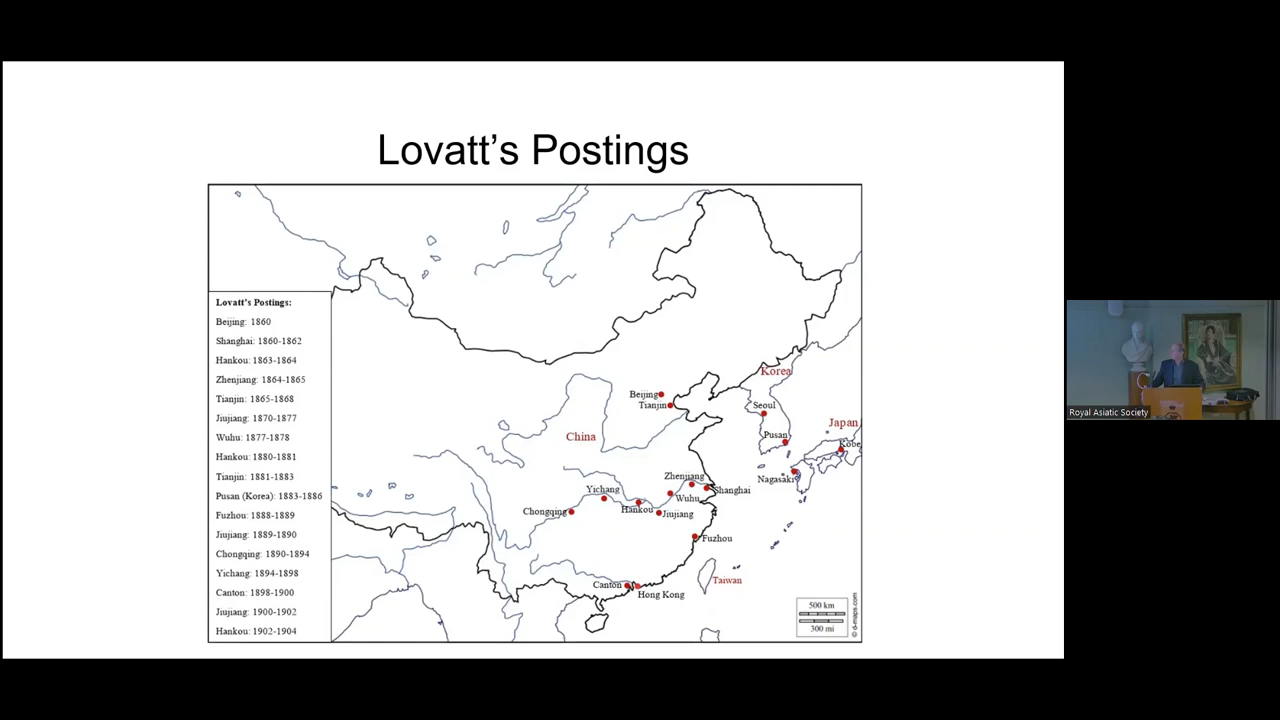 Lovatt’s Postings
Lovatt's Postings:
Beijing: 1860
Shanghai: 1860-1862
Hankou: 1863-1864
Zhenjiang: 1864-1865
Tianjin: 1865-1868
Jiujiang: 1870-1877
Wuhu: 1877-1878
Hankou: 1880-1881
Tianjin: 1881-1883
Pusan (Korea): 1883-1886
Fuzhou: 1888-1889
Jiujiang: 1889-1890
Chongqing: 1890-1894
Yichang: 1894-1898
Canton: 1898-1900
Jiujiang: 1900-1902
Hankou: 1902-1904
Korea
Beijing
Tianjin
Seoul
China
Pusan
Japan
Kobe
Nagasaki
Zhenjiang
Shanghai
Yichang
Wuhu
Chongqing
Hankou
Jiujiang
Fuzhou
Taiwan
Canton
Hong Kong
500 km
300 mi
© d-maps.com
Royal Asiatic Society